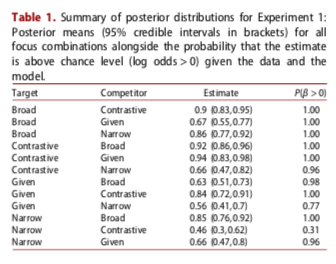 Table 1. Summary of posterior distributions for Experiment 1:
Posterior means (95% credible intervals in brackets) for all
focus combinations alongside the probability that the estimate
is above chance level (log odds > 0) given the data and the
model.
Target Competitor Estimate P(β > 0)
Broad Contrastive 0.9 (0.83,0.95) 1.00
Broad Given 0.67 (0.55,0.77) 1.00
Broad Narrow 0.86 (0.77,0.92) 1.00
Contrastive Broad 0.92 (0.86,0.96) 1.00
Contrastive Given 0.94 (0.83,0.98) 1.00
Contrastive Narrow 0.66 (0.47,0.82) 0.96
Given Broad 0.63 (0.51,0.73) 0.98
Given Contrastive 0.84 (0.72,0.91) 1.00
Given Narrow 0.56 (0.41,0.7) 0.77
Narrow Broad 0.85 (0.76,0.92) 1.00
Narrow Contrastive 0.46 (0.3,0.62) 0.31
Narrow Given 0.66 (0.47,0.8) 0.96